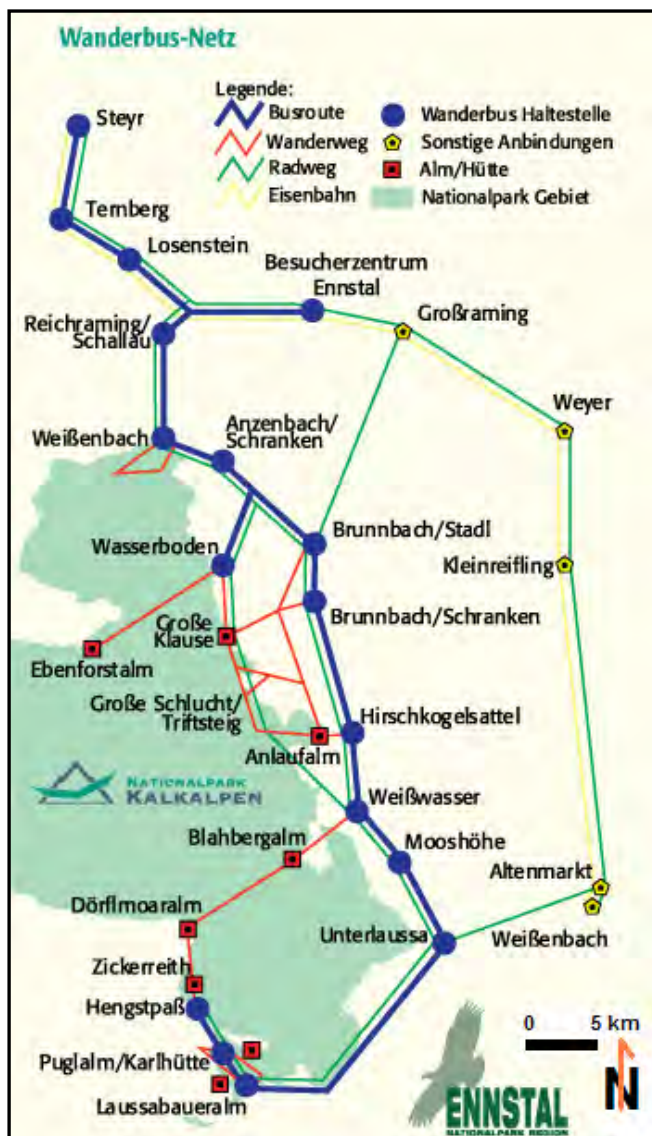 Wanderbus-Netz
Legende:
Busroute
Wanderweg
Radweg
Eisenbahn
Wanderbus Haltestelle
Sonstige Anbindungen
Alm/Hütte
Nationalpark Gebiet
Steyr
Ternberg
Losenstein
Besucherzentrum
Ennstal
Großraming
Reichraming/
Schallau
Weyer
Anzenbach/
Schranken
Weißenbach
Brunnbach/Stadl
Wasserboden
Kleinreifling
Brunnbach/Schranken
Große
Klause
Ebenforstalm
Große Schlucht/
Triftsteig
Hirschkogelsattel
Anlaufalm
NATIONALPARK
KALKALPEN
Weißwasser
Blahbergalm
Mooshöhe
Altenmarkt
Dörflmoaralm
Unterlaussa
Weißenbach
Zickerreith
Hengstpaß
0 5 km
Puglalm/Karlhütte
N
Laussabaueralm
ENNSTAL
NATIONALPARK REGION